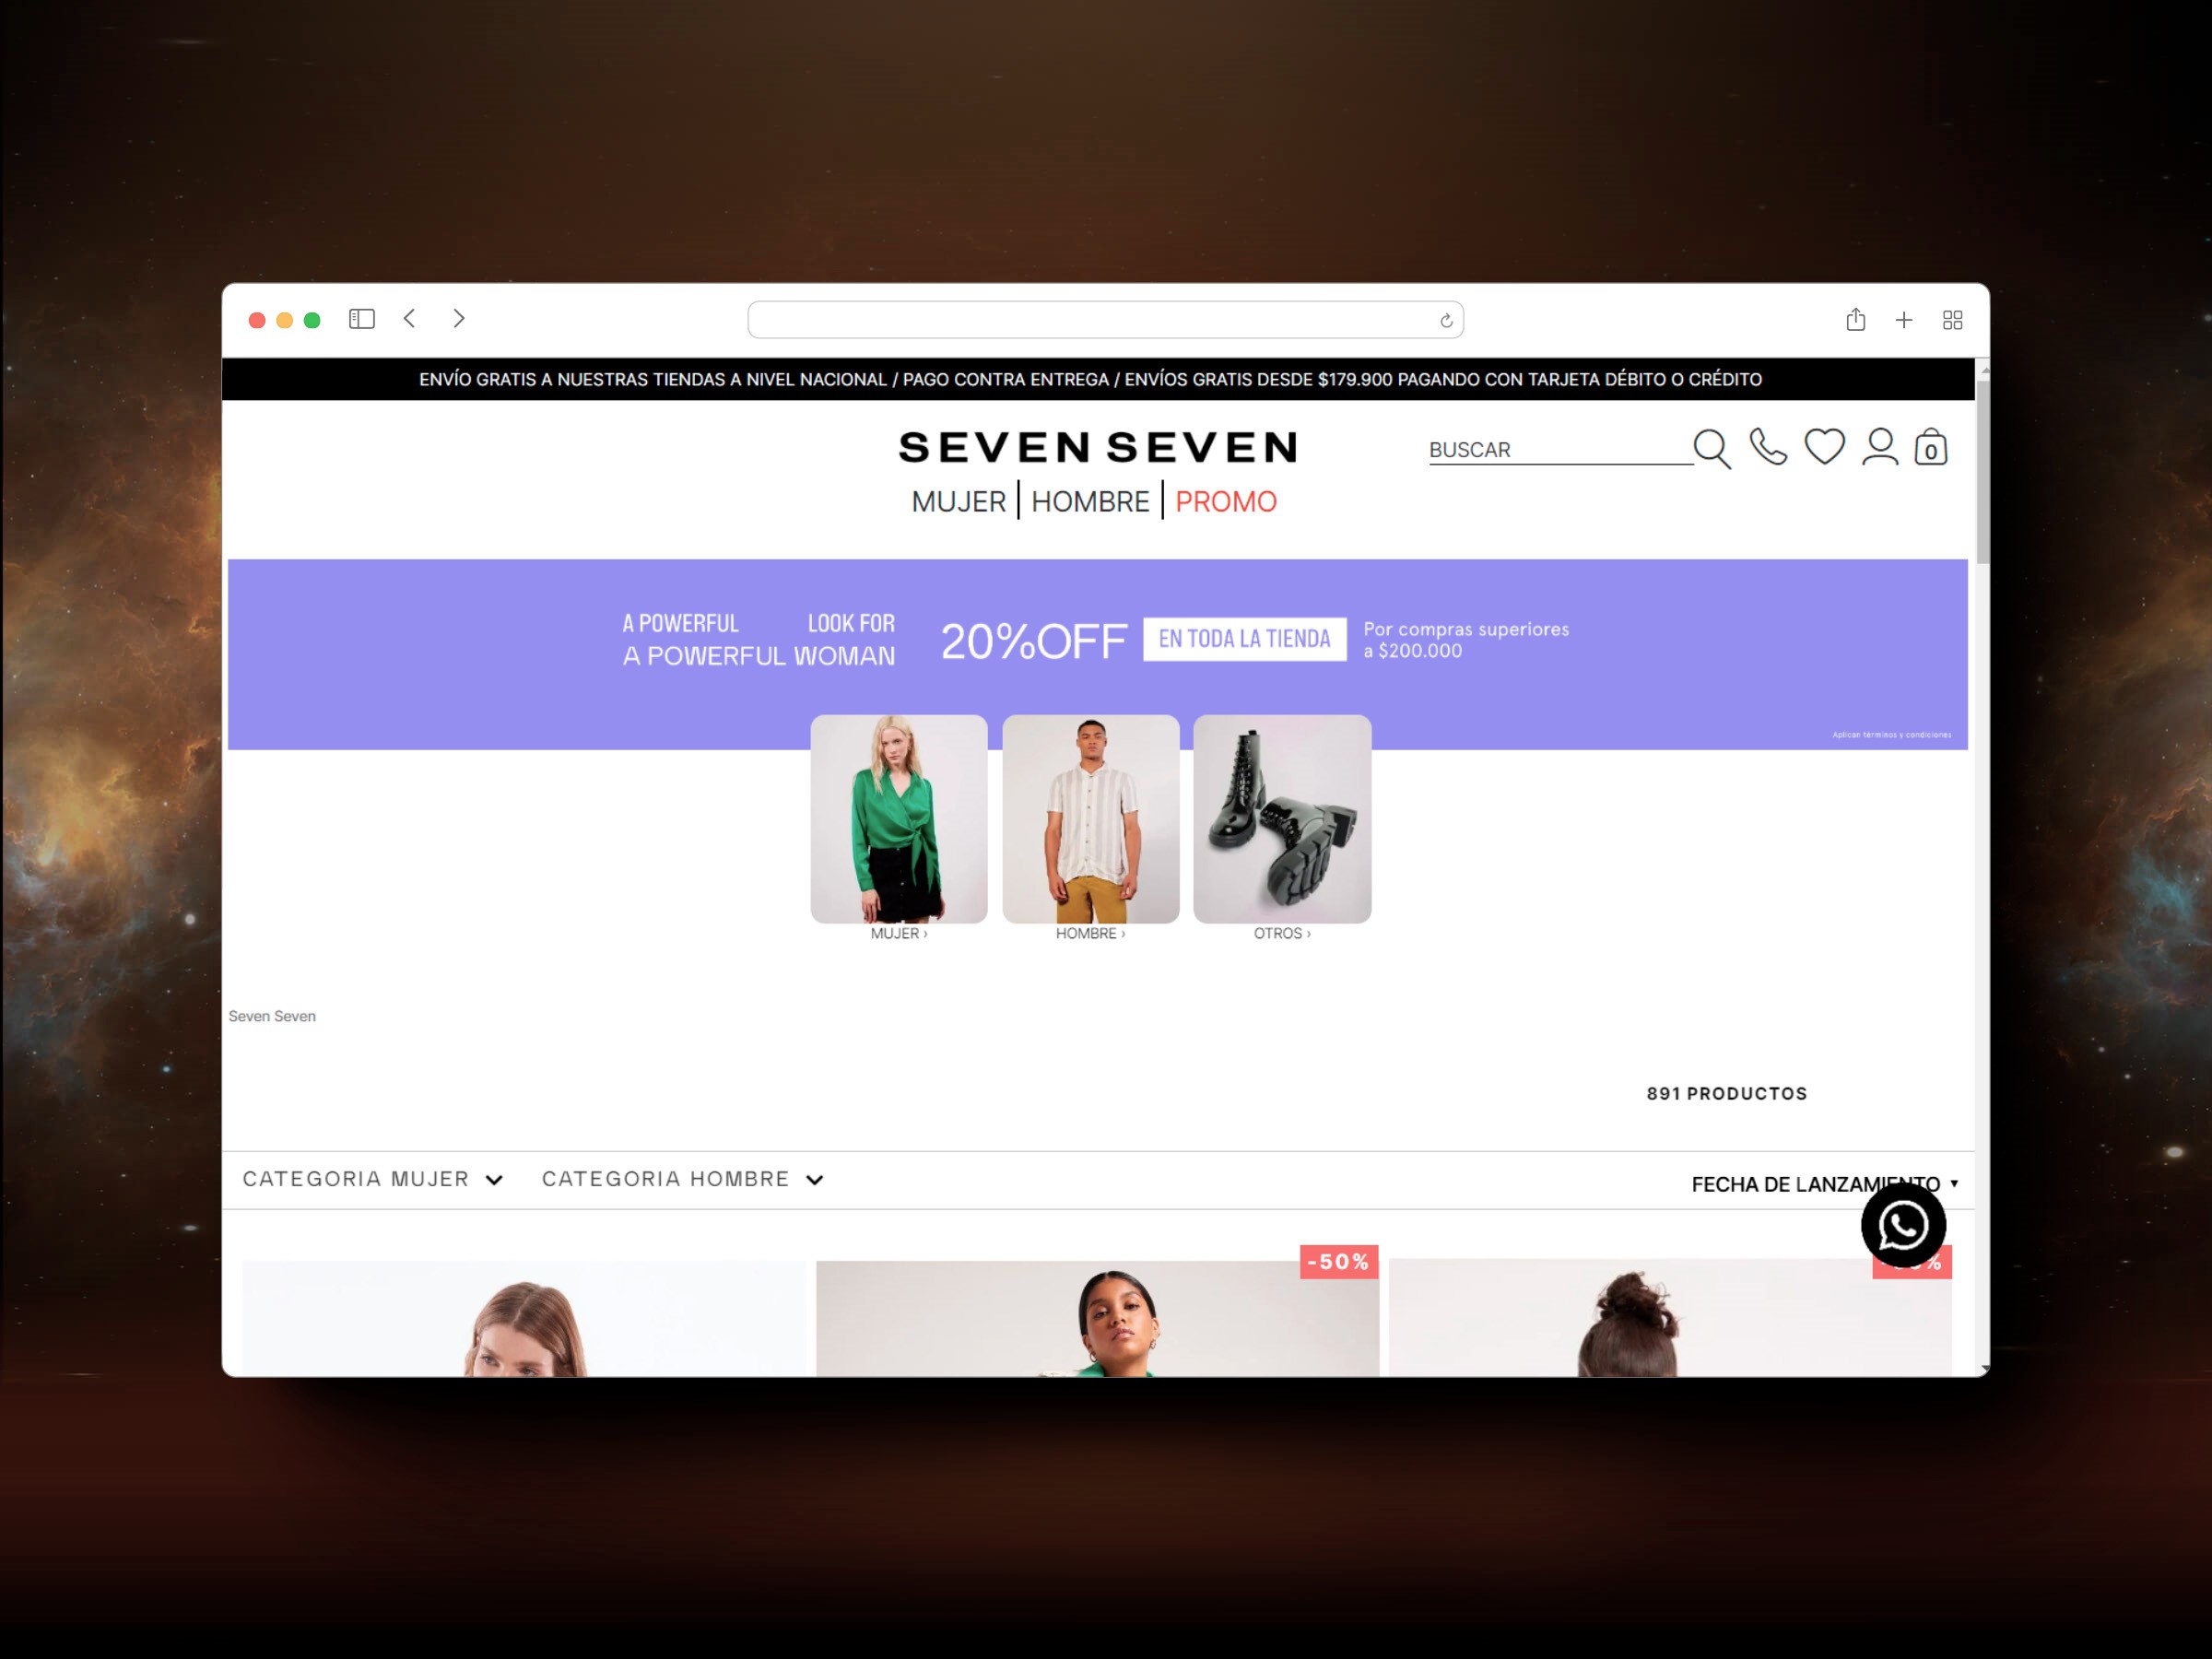 ENVÍO GRATIS A NUESTRAS TIENDAS A NIVEL NACIONAL / PAGO CONTRA ENTREGA / ENVÍOS GRATIS DESDE $179.900 PAGANDO CON TARJETA DÉBITO O CRÉDITO
SEVEN SEVEN
BUSCAR
0
MUJER | HOMBRE | PROMO
A POWERFUL LOOK FOR
A POWERFUL WOMAN
20%OFF
EN TODA LA TIENDA
Por compras superiores
a $200.000
Aplican términos y condiciones
MUJER ›
HOMBRE ›
OTROS ›
Seven Seven
891 PRODUCTOS
CATEGORIA MUJER
CATEGORIA HOMBRE
FECHA DE LANZAMIENTO
-50%